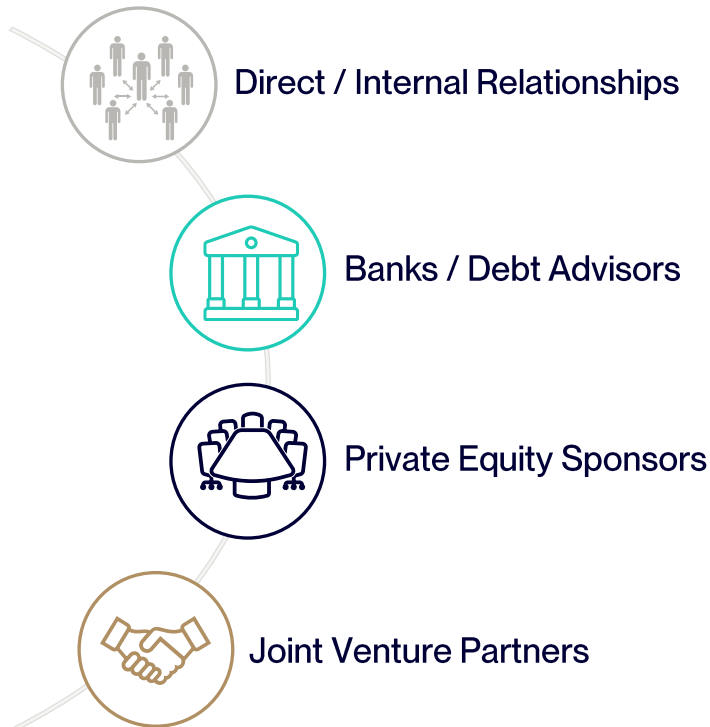 Direct / Internal Relationships
Banks / Debt Advisors
Private Equity Sponsors
Joint Venture Partners